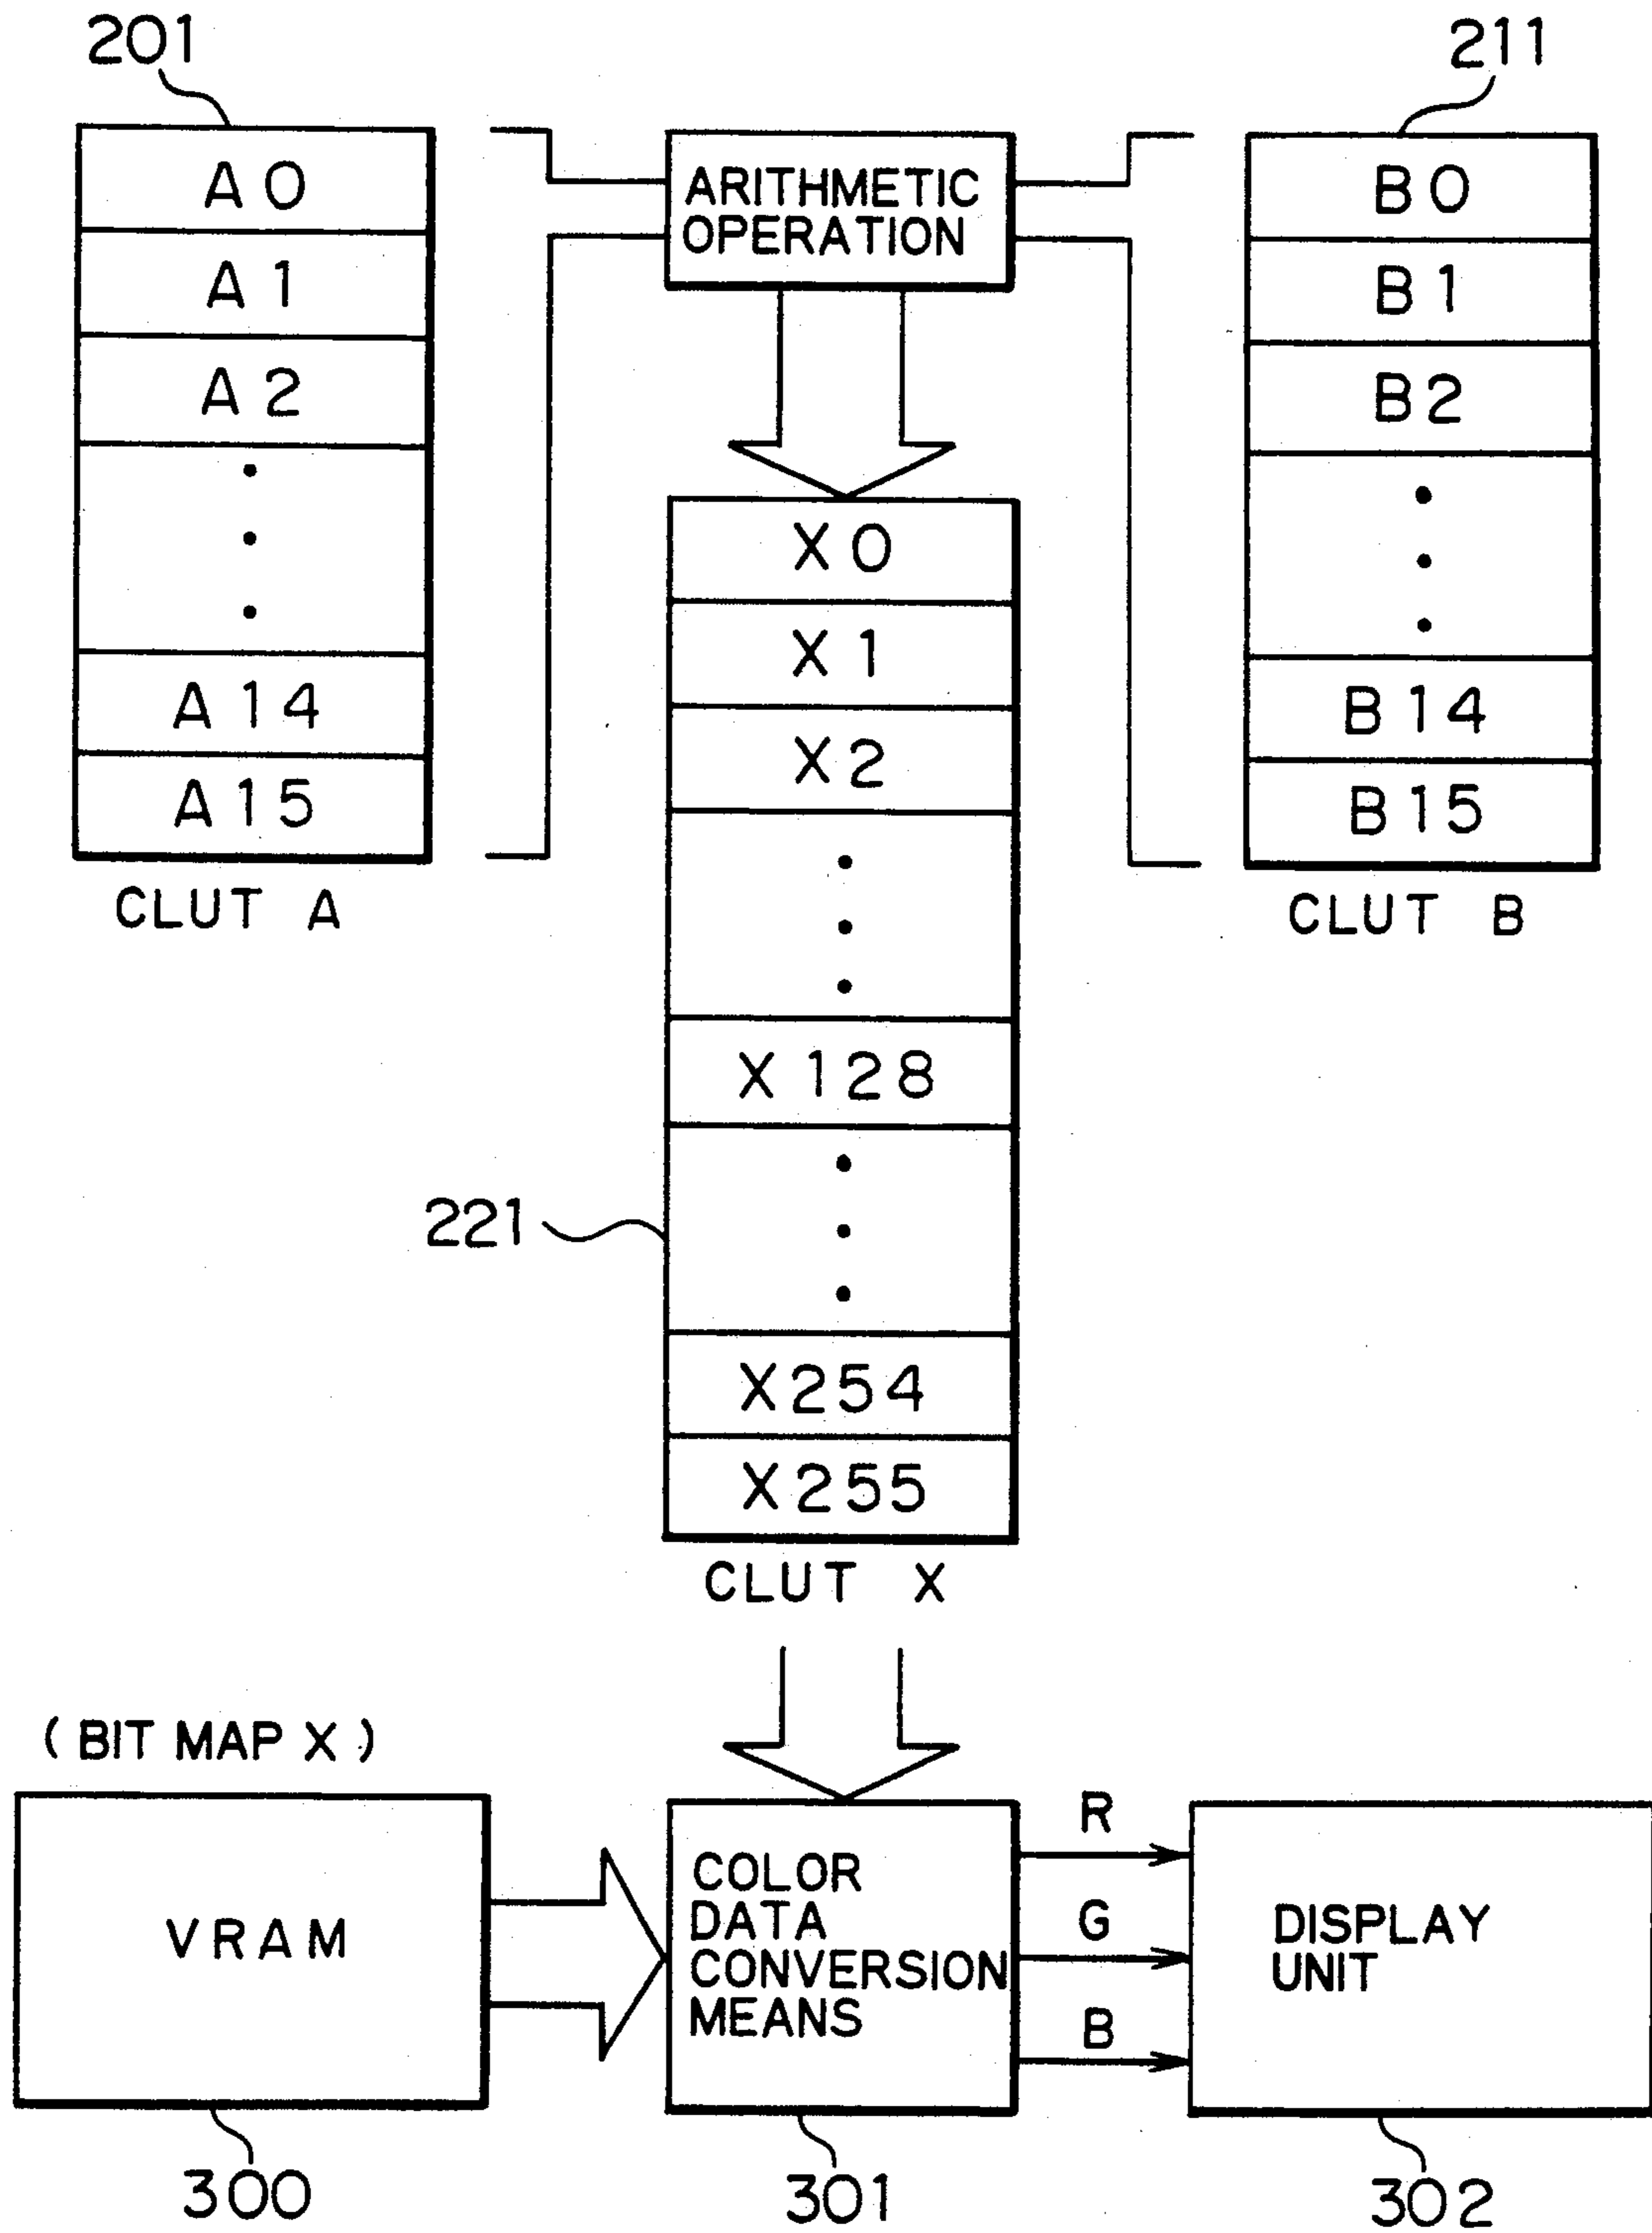 201
211
A0
A1
A2
A14
A15
CLUT A
ARITHMETIC
OPERATION
B0
B1
B2
B14
B15
CLUT B
X0
X1
X2
X128
X254
X255
221
CLUT X
(BIT MAP X)
VRAM
300
COLOR
DATA
CONVERSION
MEANS
301
R
G
B
DISPLAY
UNIT
302